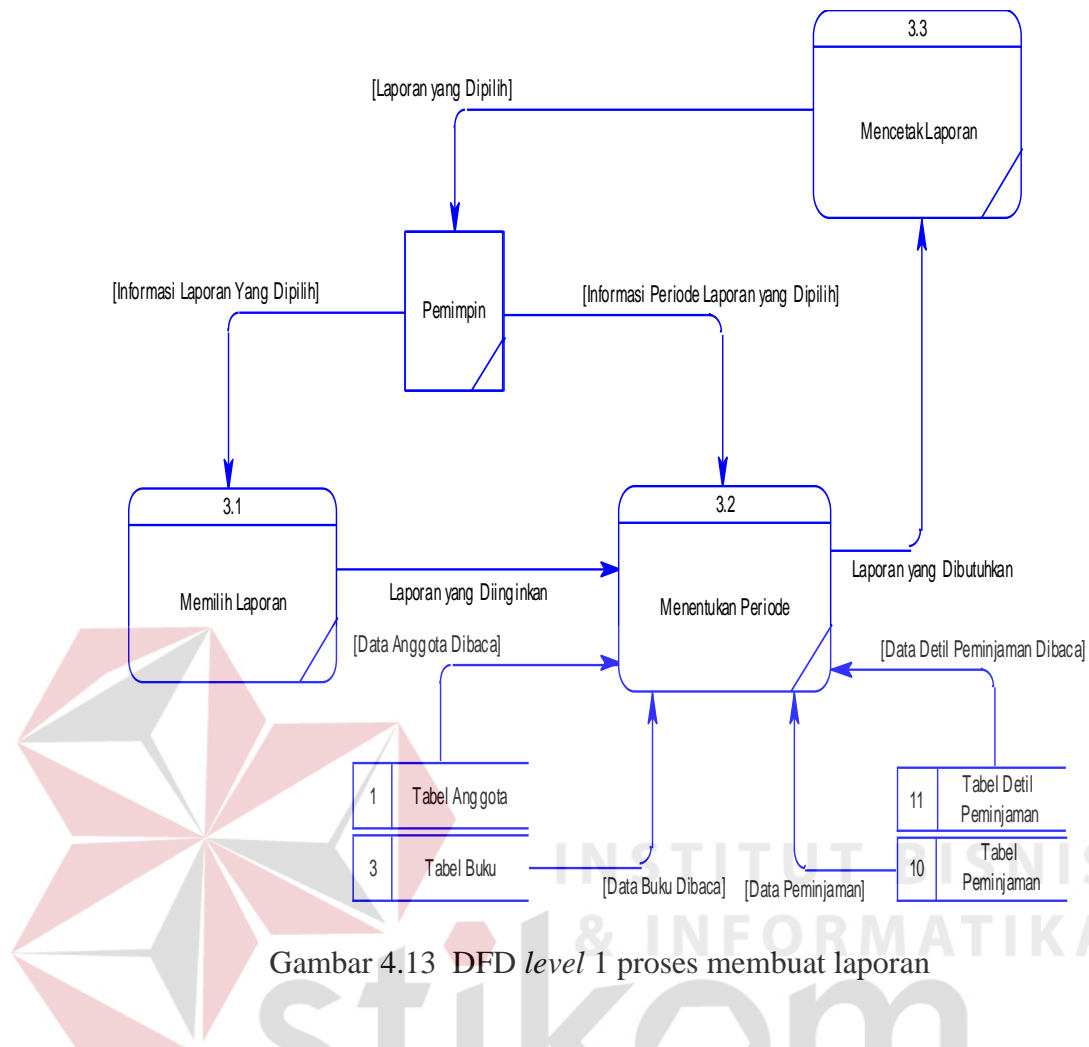 3.3
[Laporan yang Dipilih]
Mencetak Laporan
[Informasi Laporan Yang Dipilih]
Pemimpin
[Informasi Periode Laporan yang Dipilih]
3.1
3.2
Memilih Laporan
Laporan yang Diinginkan
Menentukan Periode
Laporan yang Dibutuhkan
[Data Anggota Dibaca]
[Data Detil Peminjaman Dibaca]
1
Tabel Anggota
11
Tabel Detil
Peminjaman
3
Tabel Buku
10
Tabel
Peminjaman
[Data Buku Dibaca]
[Data Peminjaman]
INSTITUT BISNIS
& INFORMATIKA
Gambar 4.13 DFD level 1 proses membuat laporan
stikom